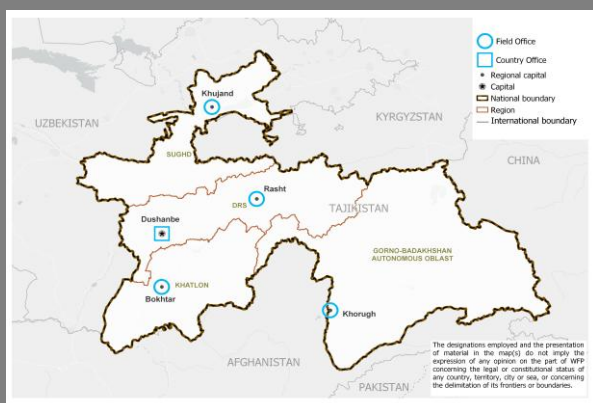 Field Office
Country Office
Regional capital
Capital
National boundary
Region
International boundary
Khujand
UZBEKISTAN
KYRGYZSTAN
CHINA
SUGHD
Rasht
DRS
TAJIKISTAN
Dushanbe
GORNO-BADAKHSHAN
AUTONOMOUS OBLAST
KHATLON
Bokhtar
Khorugh
AFGHANISTAN
PAKISTAN
The designations employed and the presentation
of material in the map(s) do not imply the
expression of any opinion on the part of WFP
concerning the legal or constitutional status of
any country, territory, city or sea, or concerning
the delimitation of its frontiers or boundaries.